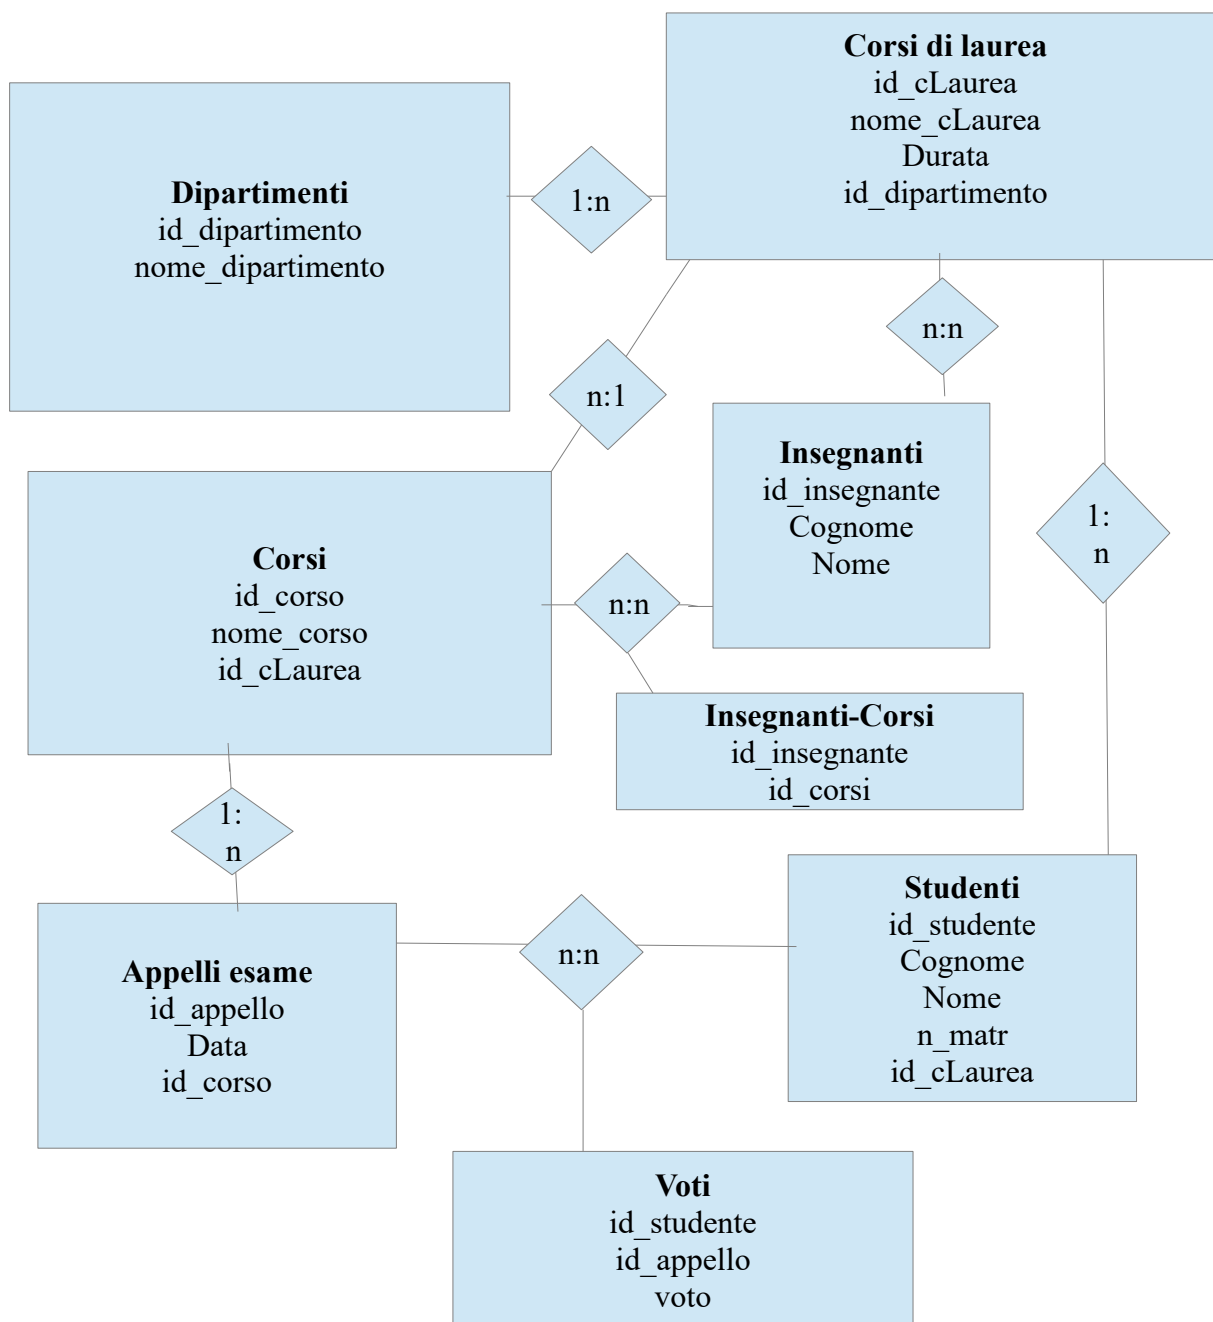 Corsi di laurea
id_cLaurea
nome_cLaurea
Durata
id_dipartimento
Dipartimenti
id_dipartimento
nome_dipartimento
1:n
n:n
n:1
Insegnanti
id_insegnante
Cognome
Nome
1:
n
Corsi
id_corso
nome_corso
id_cLaurea
n:n
Insegnanti-Corsi
id_insegnante
id_corsi
1:
n
Studenti
id_studente
Cognome
Nome
n_matr
id_cLaurea
n:n
Appelli esame
id_appello
Data
id_corso
Voti
id_studente
id_appello
voto